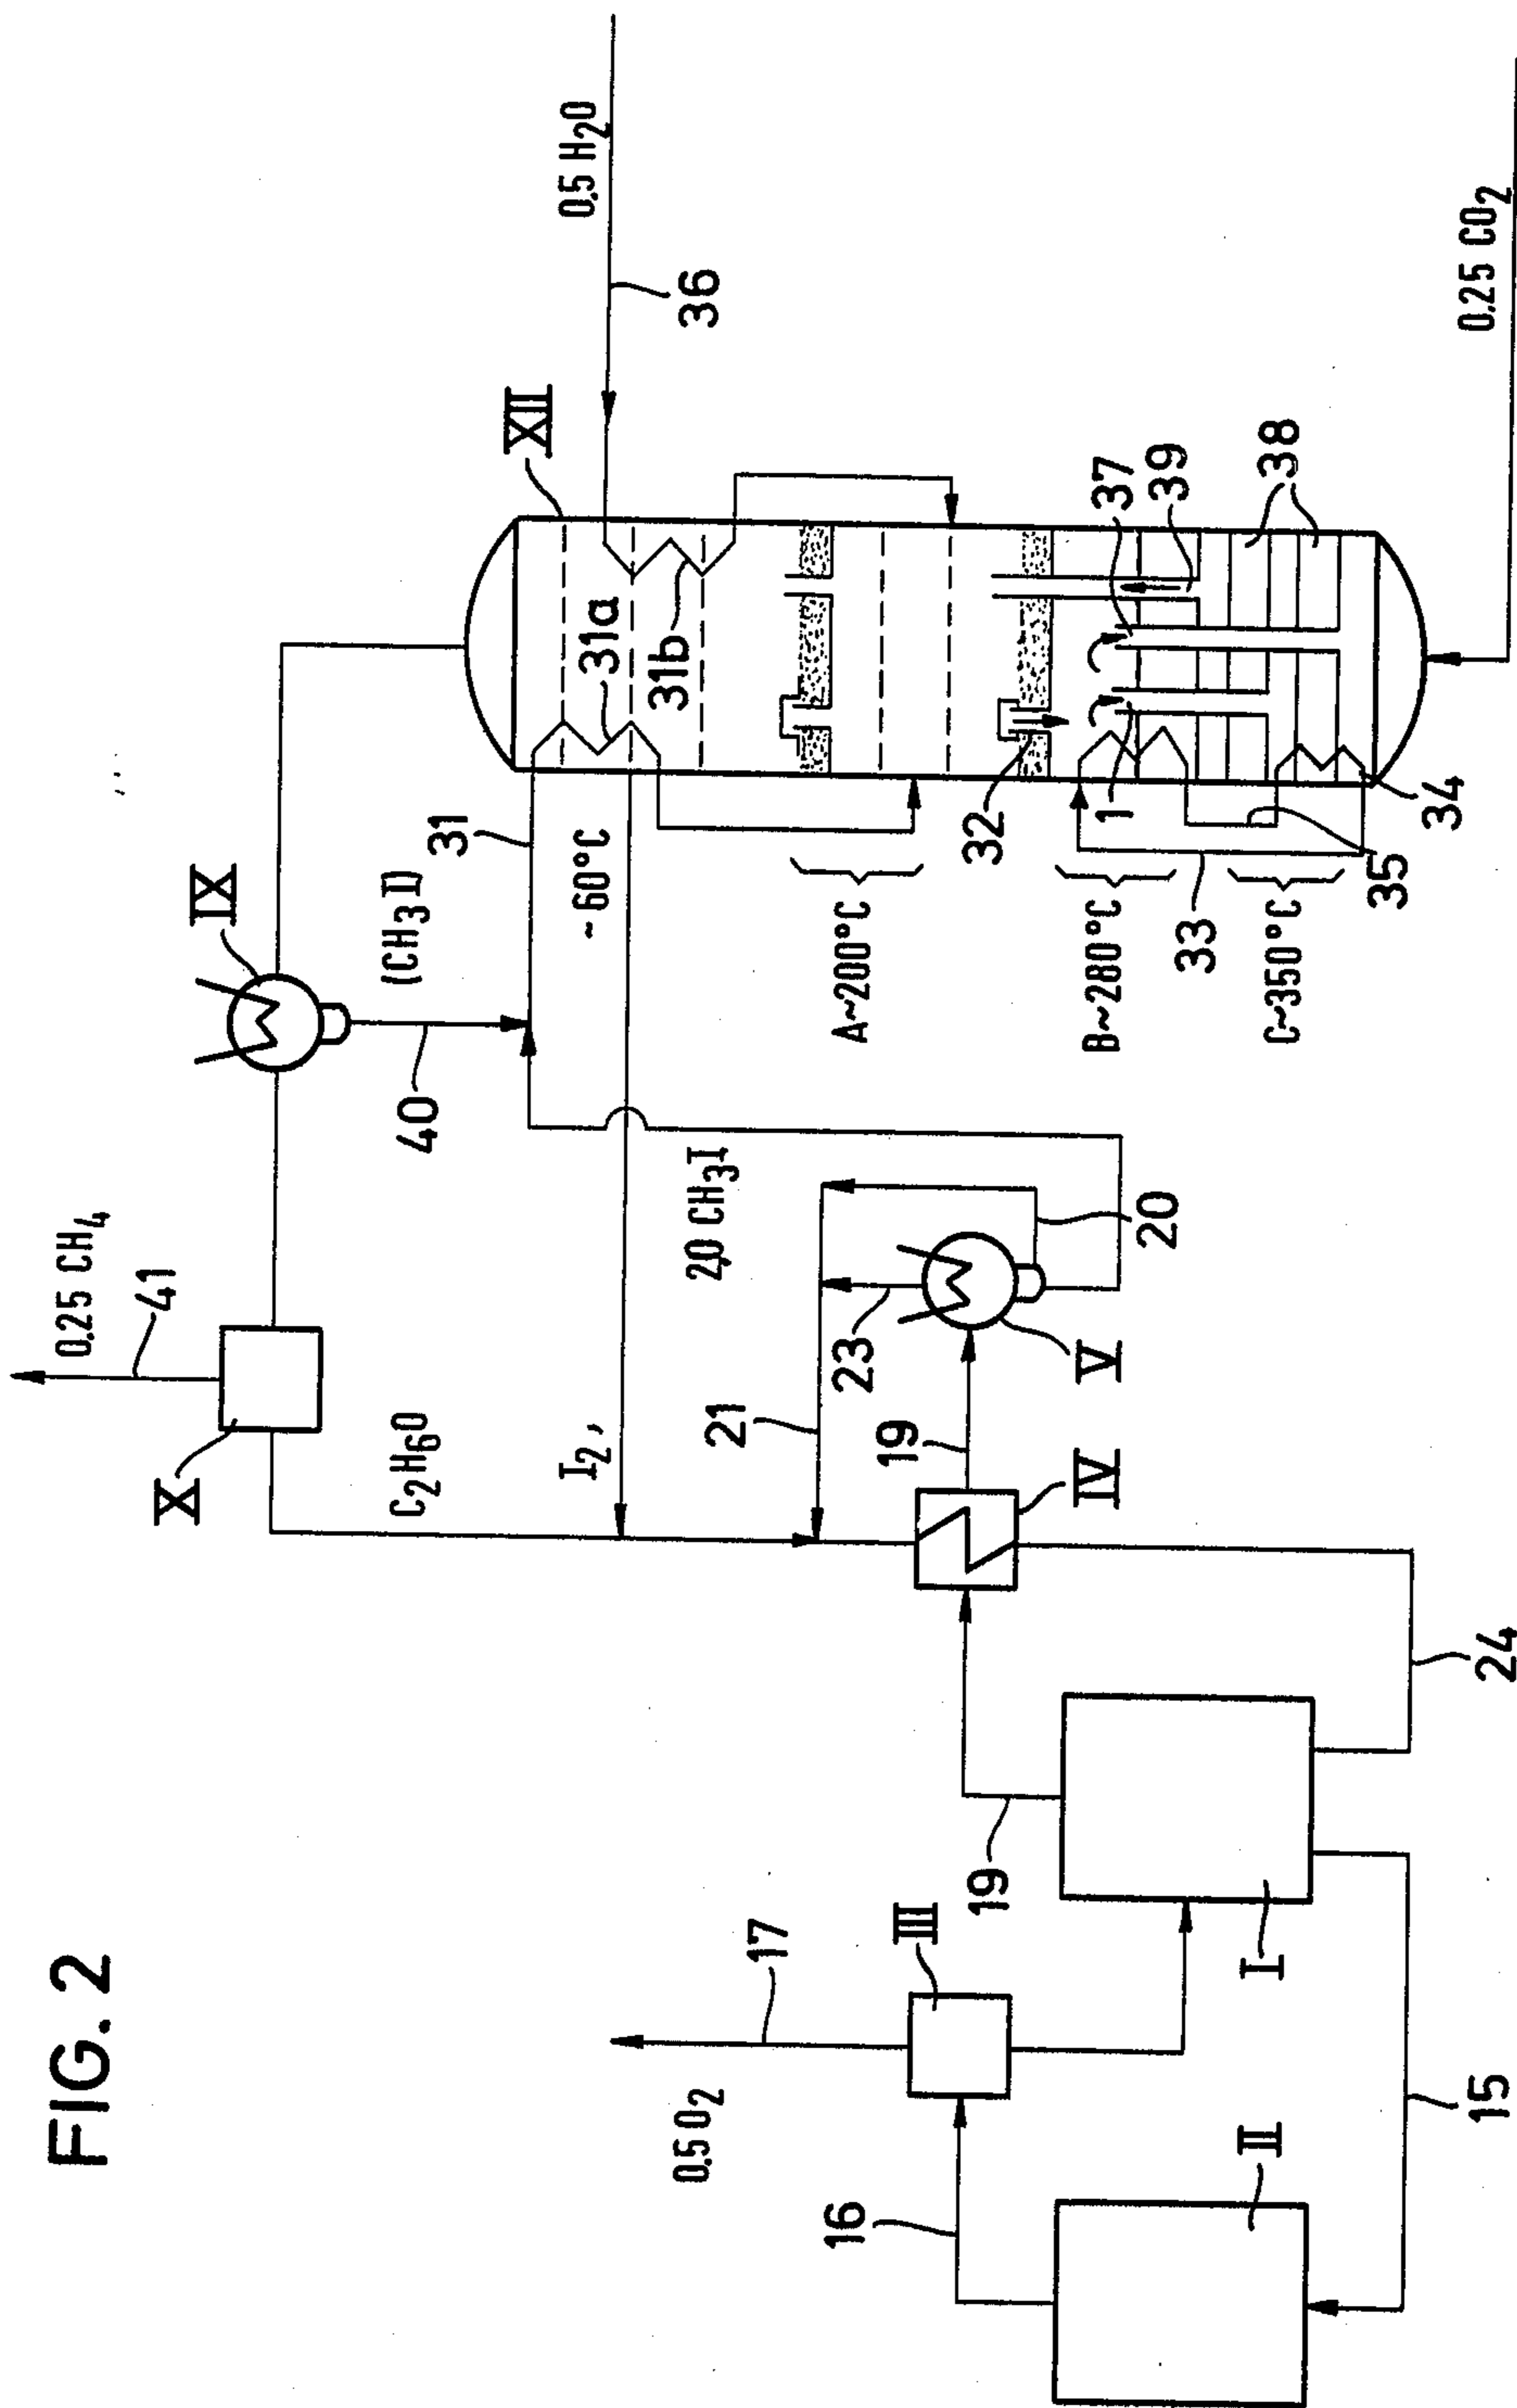 FIG. 2
0.25 CH4
41
X
C2H6O
IX
(CH3I)
40
31
~60°C
I2,
XII
0.5 H2O
36
31a
31b
2,0 CH3I
21
23
20
V
19
IV
A~200°C
32
B~280°C
33
C~350°C
35
34
1
37
39
38
0.25 CO2
0.5 O2
17
III
16
II
19
I
15
24